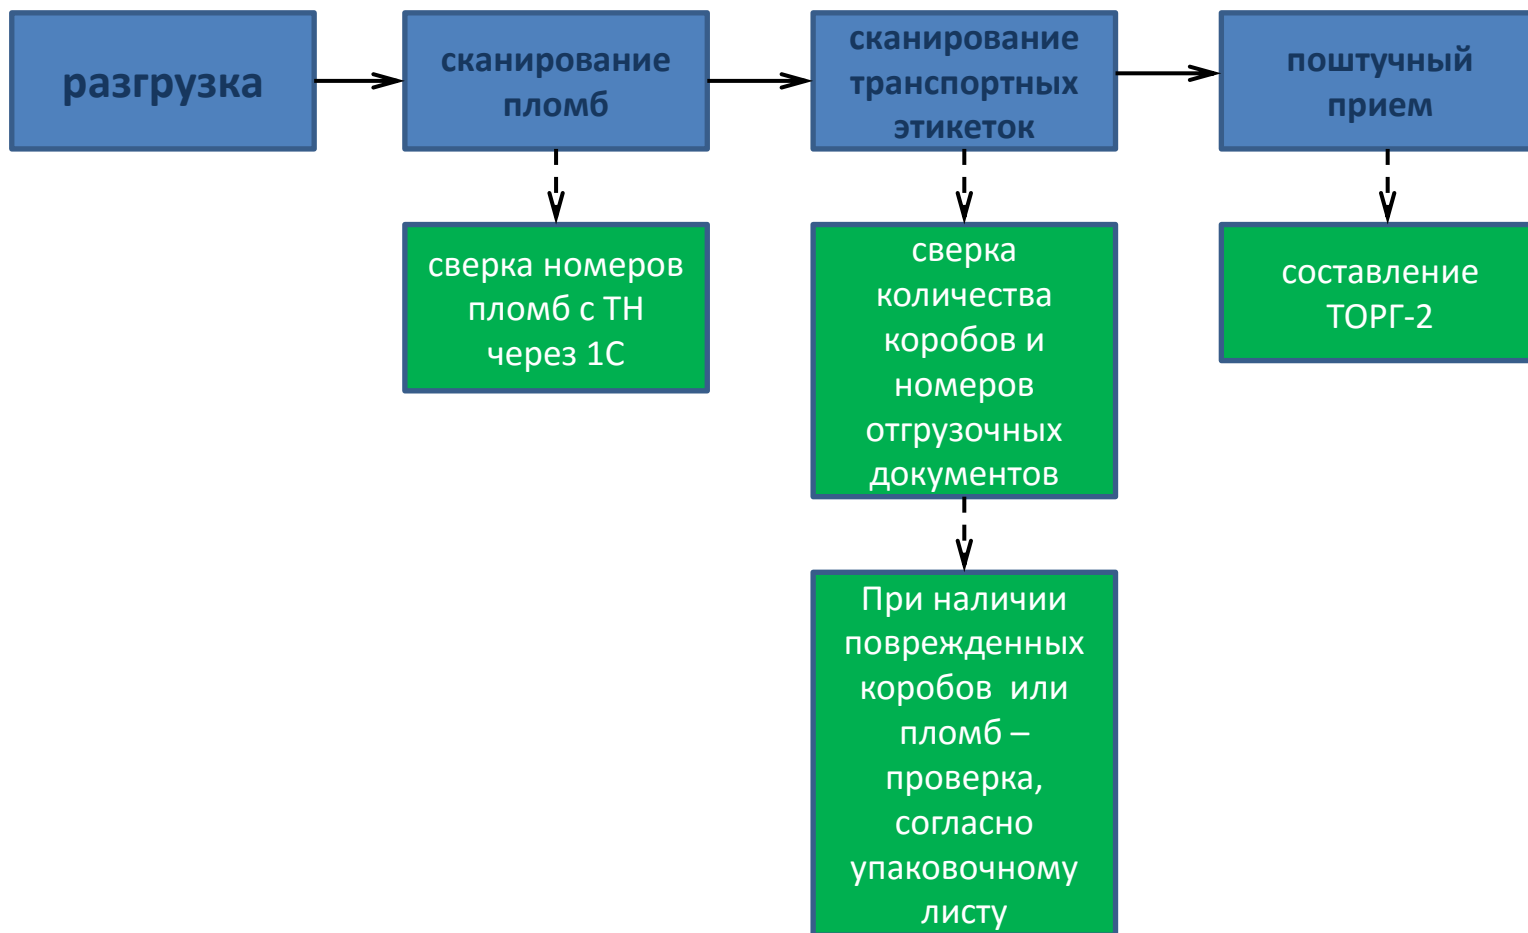 разгрузка
сканирование
пломб
сканирование
транспортных
этикеток
поштучный
прием
сверка номеров
пломб с ТН
через 1С
сверка
количества
коробов и
номеров
отгрузочных
документов
составление
ТОРГ-2
При наличии
поврежденных
коробов или
пломб –
проверка,
согласно
упаковочному
листу